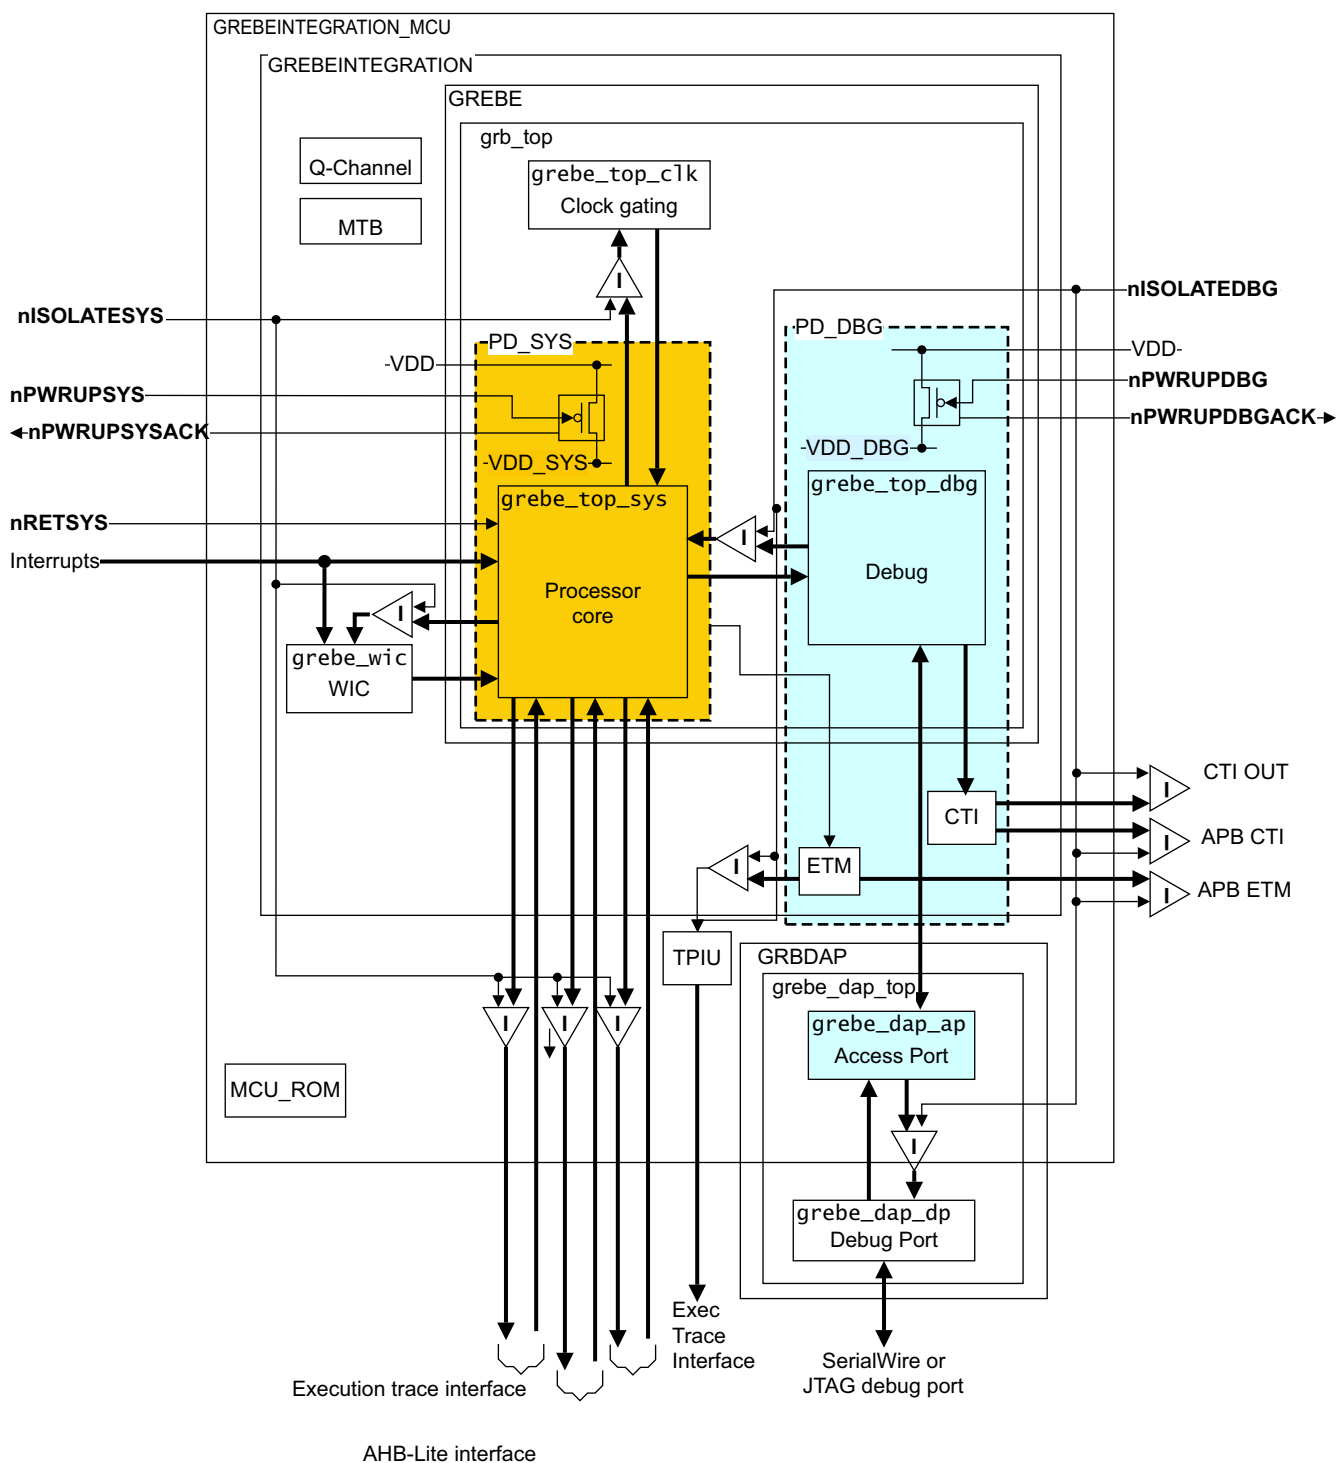 GREBEINTEGRATION_MCU
GREBEINTEGRATION
GREBE
grb_top
Q-Channel
MTB
grebe_top_clk
Clock gating
I
nISOLATESYS
nISOLATEDBG
PD_SYS
PD_DBG
VDD
VDD
nPWRUPSYS
nPWRUPDBG
nPWRUPSYSACK
nPWRUPDBGACK
VDD_SYS
VDD_DBG
grebe_top_sys
grebe_top_dbg
nRETSYS
I
Interrupts
Processor
core
Debug
I
grebe_wic
WIC
CTI OUT
I
CTI
APB CTI
I
ETM
I
APB ETM
I
TPIU
GRBDAP
grebe_dap_top
I
I
I
grebe_dap_ap
Access Port
MCU_ROM
I
grebe_dap_dp
Debug Port
Exec
Trace
Interface
SerialWire or
JTAG debug port
Execution trace interface
AHB-Lite interface